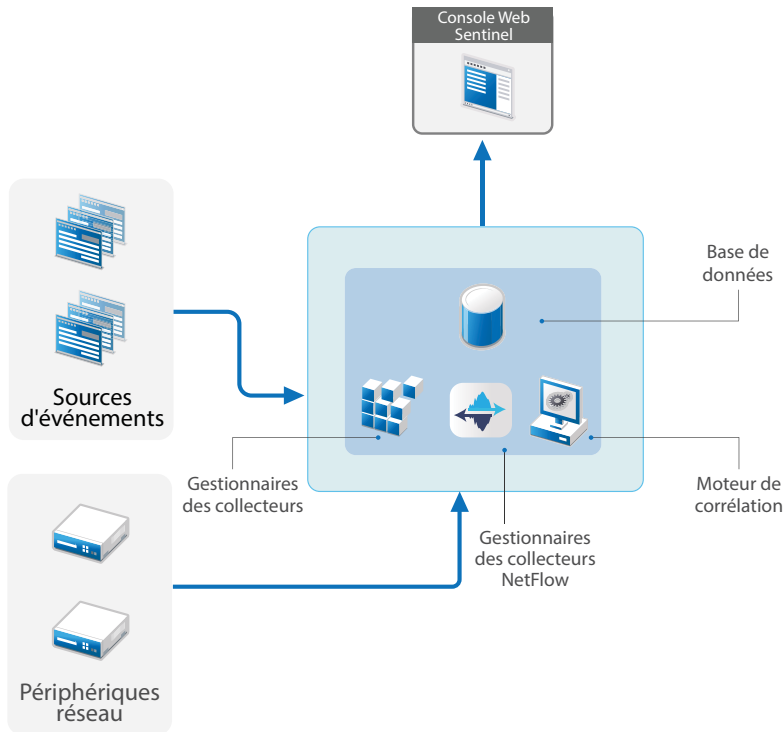 Console Web
Sentinel
Sources
d'événements
Base de
données
Gestionnaires
des collecteurs
Gestionnaires
des collecteurs
NetFlow
Moteur de
corrélation
Périphériques
réseau